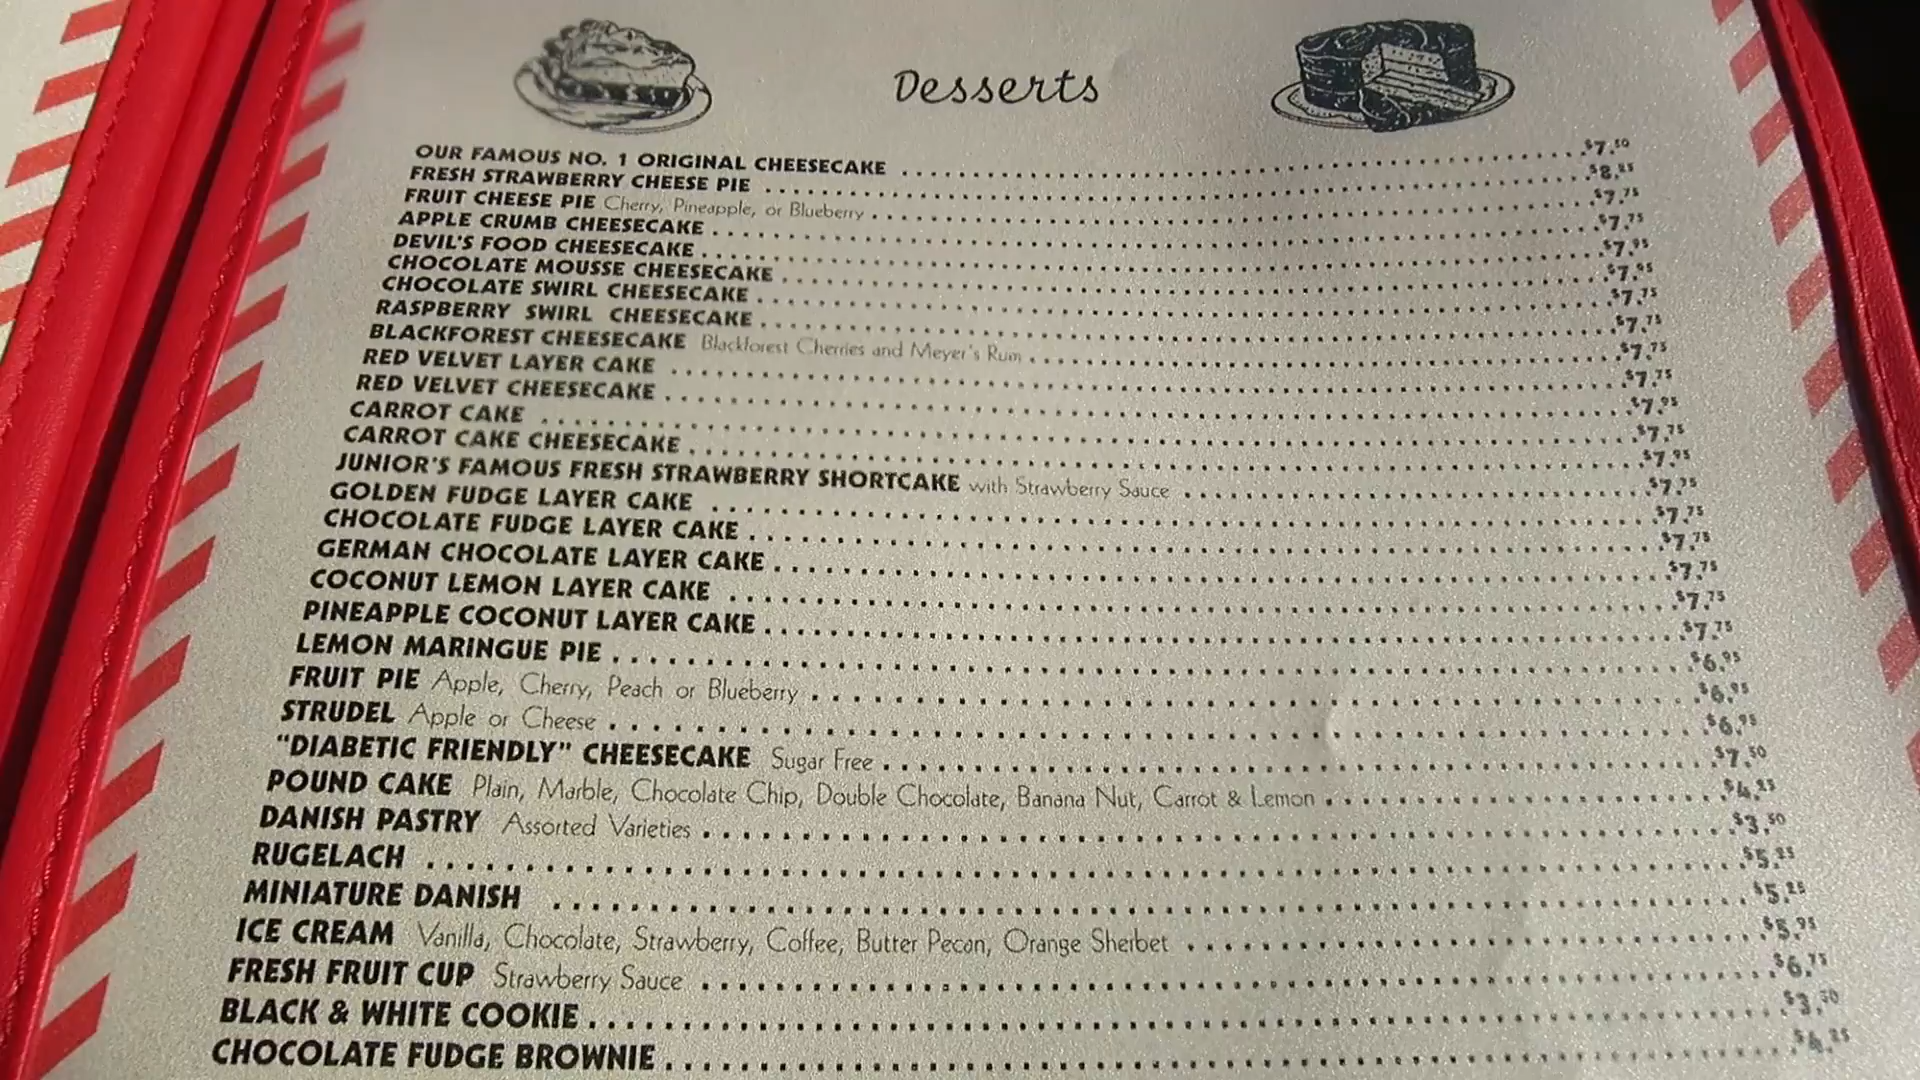 Desserts
OUR FAMOUS NO. 1 ORIGINAL CHEESECAKE $7.50
FRESH STRAWBERRY CHEESE PIE $8.25
FRUIT CHEESE PIE Cherry, Pineapple, or Blueberry $7.75
APPLE CRUMB CHEESECAKE $7.75
DEVIL'S FOOD CHEESECAKE $7.95
CHOCOLATE MOUSSE CHEESECAKE $7.95
CHOCOLATE SWIRL CHEESECAKE $7.75
RASPBERRY SWIRL CHEESECAKE $7.75
BLACKFOREST CHEESECAKE Blackforest Cherries and Meyer's Rum $7.75
RED VELVET LAYER CAKE $7.75
RED VELVET CHEESECAKE $7.95
CARROT CAKE $7.75
CARROT CAKE CHEESECAKE $7.95
JUNIOR'S FAMOUS FRESH STRAWBERRY SHORTCAKE with Strawberry Sauce $7.75
GOLDEN FUDGE LAYER CAKE $7.75
CHOCOLATE FUDGE LAYER CAKE $7.75
GERMAN CHOCOLATE LAYER CAKE $7.75
COCONUT LEMON LAYER CAKE $7.75
PINEAPPLE COCONUT LAYER CAKE $7.75
LEMON MARINGUE PIE $6.95
FRUIT PIE Apple, Cherry, Peach or Blueberry $6.95
STRUDEL Apple or Cheese $6.95
"DIABETIC FRIENDLY" CHEESECAKE Sugar Free $7.50
POUND CAKE Plain, Marble, Chocolate Chip, Double Chocolate, Banana Nut, Carrot & Lemon $4.25
DANISH PASTRY Assorted Varieties $3.50
RUGELACH $5.25
MINIATURE DANISH $5.25
ICE CREAM Vanilla, Chocolate, Strawberry, Coffee, Butter Pecan, Orange Sherbet $5.95
FRESH FRUIT CUP Strawberry Sauce $6.75
BLACK & WHITE COOKIE $3.50
CHOCOLATE FUDGE BROWNIE $4.25